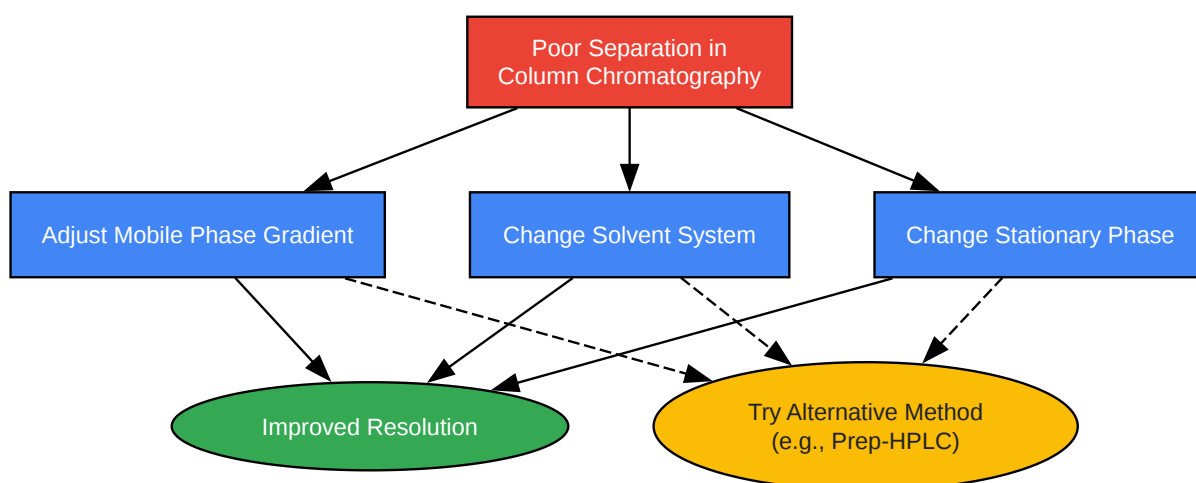 Poor Separation in
Column Chromatography
Adjust Mobile Phase Gradient
Change Solvent System
Change Stationary Phase
Improved Resolution
Try Alternative Method
(e.g., Prep-HPLC)